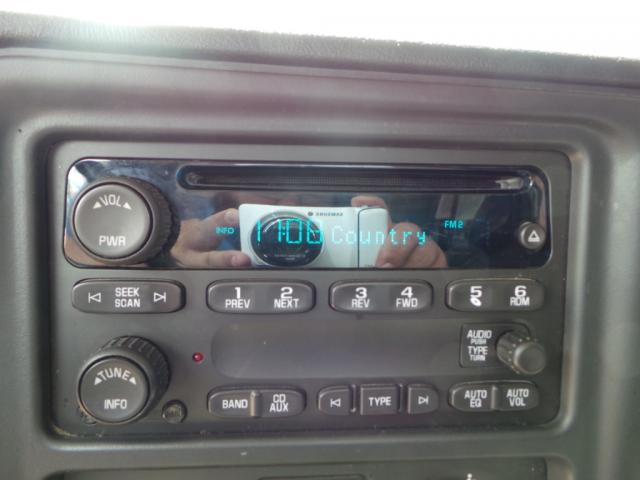 VOL
PWR
INFO
Country
FM2
SEEK
SCAN
1
PREV
2
NEXT
3
REV
4
FWD
5
6
RDM
TUNE
INFO
AUDIO
PUSH
TYPE
TURN
BAND
CD
AUX
TYPE
AUTO
EQ
AUTO
VOL